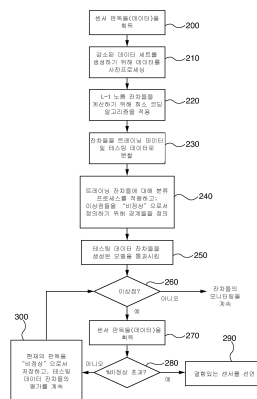 센서 판독들(데이터)을
획득
200
감소된 데이터 세트를
생성하기 위해 데이터를
사전프로세싱
210
L-1 노름 잔차들을
계산하기 위해 희소 코딩
알고리즘을 적용
220
잔차들을 트레이닝 데이터
및 테스팅 데이터로
분할
230
트레이닝 잔차들에 대해 분류
프로세스를 적용하고;
이상점들을 "비정상"으로서
정의하기 위해 경계들을 정의
240
테스팅 데이터 잔차들을
생성된 모델을 통과시킴
250
이상점?
260
아니오
잔차들의
모니터링을
계속
예
센서 판독들(데이터)을
획득
270
%비정상 초과?
280
아니오
예
결함있는 센서를 선언
290
300
현재의 판독을
"비정상"으로서
저장하고, 테스팅
데이터 잔차들의
평가를 계속